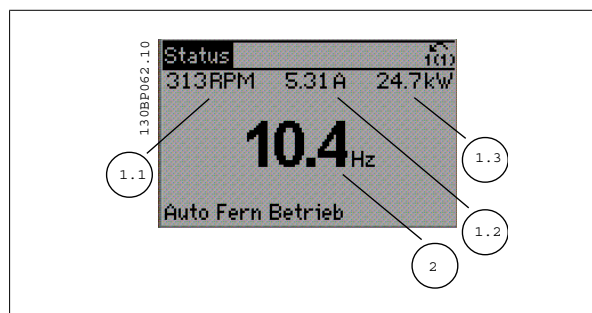 130BP062.10
Status 1(1)
313RPM 5.31A 24.7kW
10.4Hz
Auto Fern Betrieb
1.1
1.3
1.2
2